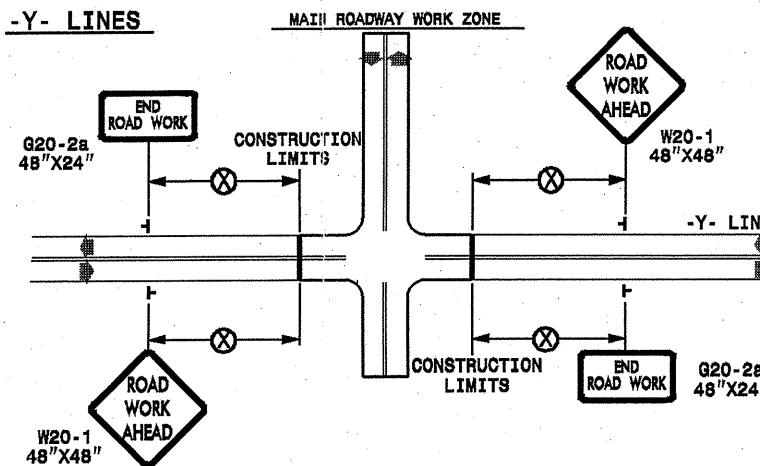 -Y- LINES
MAIN ROADWAY WORK ZONE
END
ROAD WORK
G20-2a
48"X24"
CONSTRUCTION
LIMITS
X
ROAD
WORK
AHEAD
W20-1
48"X48"
X
-Y- LIN
X
ROAD
WORK
AHEAD
W20-1
48"X48"
X
CONSTRUCTION
LIMITS
END
ROAD WORK
G20-2a
48"X24